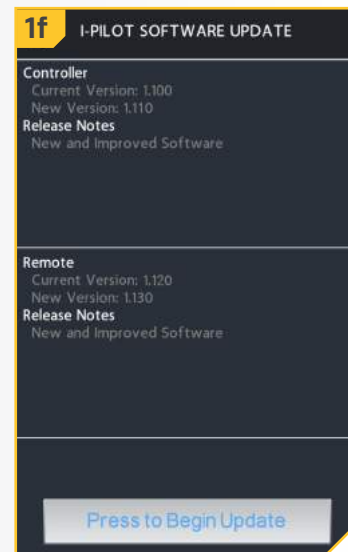 1f
I-PILOT SOFTWARE UPDATE
Controller
Current Version: 1.100
New Version: 1.110
Release Notes
New and Improved Software
Remote
Current Version: 1.120
New Version: 1.130
Release Notes
New and Improved Software
Press to Begin Update